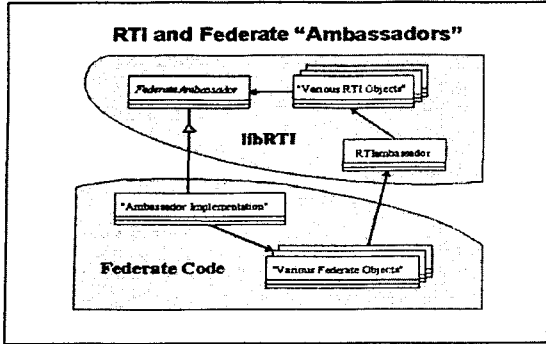 RTI and Federate “Ambassadors”
FederateAmbassador
"Various RTI Objects"
libRTI
RTIambassador
"Ambassador Implementation"
Federate Code
"Various Federate Objects"